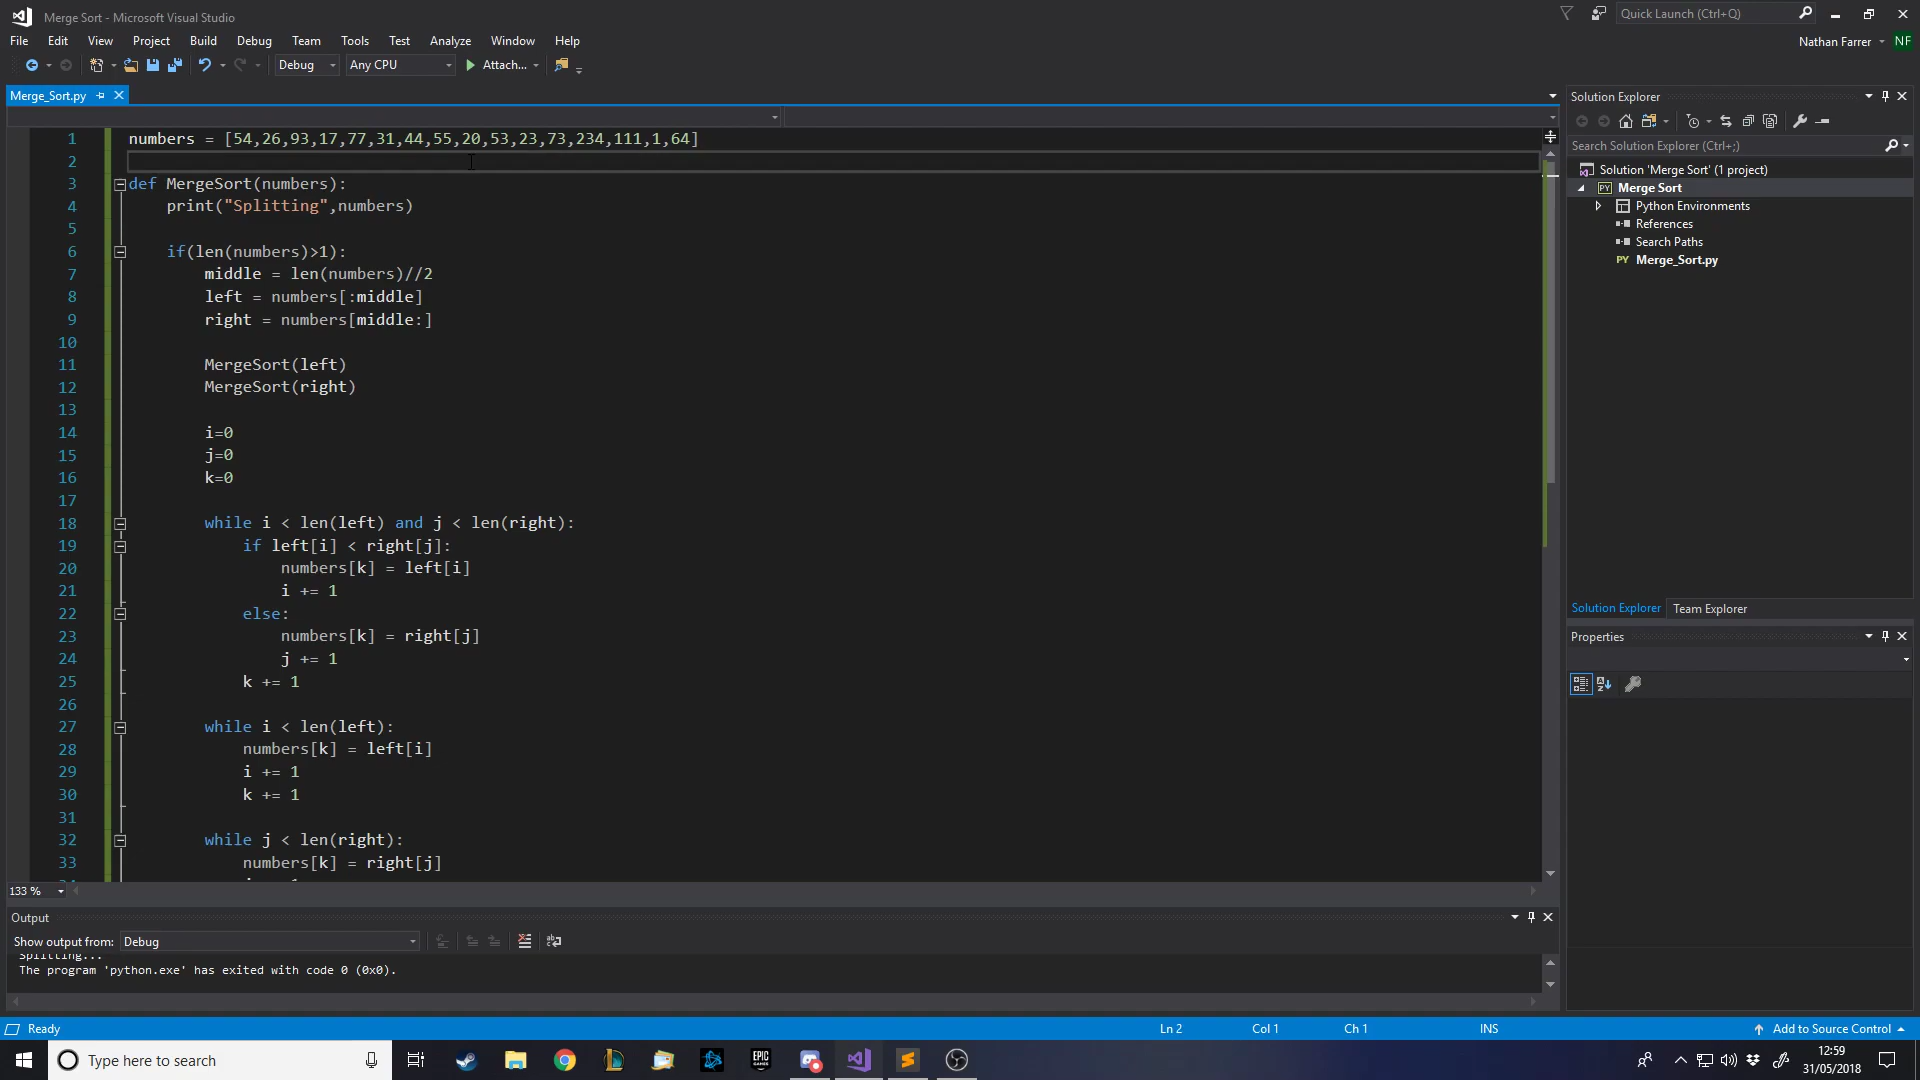 Merge Sort - Microsoft Visual Studio
Quick Launch (Ctrl+Q)
File Edit View Project Build Debug Team Tools Test Analyze Window Help
Nathan Farrer NF
Debug Any CPU Attach...
Merge_Sort.py
1 numbers = [54,26,93,17,77,31,44,55,20,53,23,73,234,111,1,64]
2
3 def MergeSort(numbers):
4     print("Splitting",numbers)
5
6     if(len(numbers)>1):
7         middle = len(numbers)//2
8         left = numbers[:middle]
9         right = numbers[middle:]
10
11         MergeSort(left)
12         MergeSort(right)
13
14         i=0
15         j=0
16         k=0
17
18         while i < len(left) and j < len(right):
19             if left[i] < right[j]:
20                 numbers[k] = left[i]
21                 i += 1
22             else:
23                 numbers[k] = right[j]
24                 j += 1
25             k += 1
26
27         while i < len(left):
28             numbers[k] = left[i]
29             i += 1
30             k += 1
31
32         while j < len(right):
33             numbers[k] = right[j]
133 %
Output
Show output from: Debug
Splitting...
The program 'python.exe' has exited with code 0 (0x0).
Solution Explorer
Search Solution Explorer (Ctrl+;)
Solution 'Merge Sort' (1 project)
PY Merge Sort
Python Environments
References
Search Paths
PY Merge_Sort.py
Solution Explorer Team Explorer
Properties
Ready Ln 2 Col 1 Ch 1 INS Add to Source Control
Type here to search
EPIC GAMES
12:59
31/05/2018